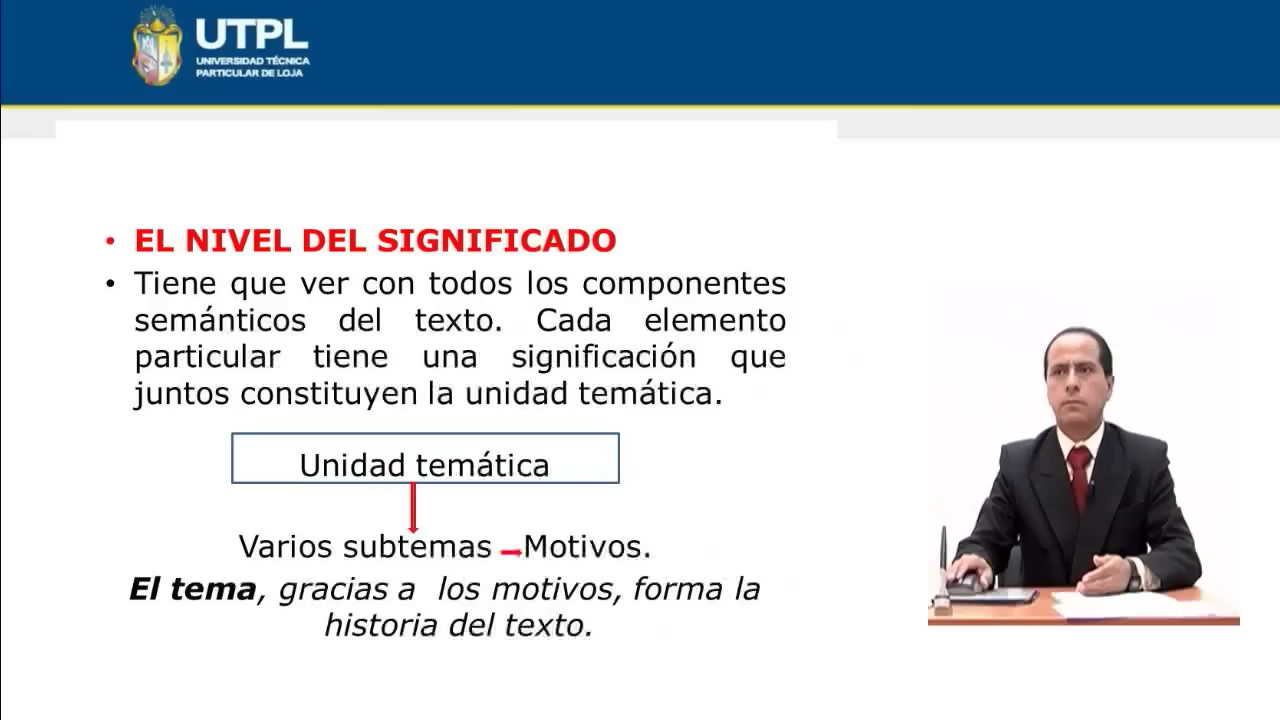 UTPL
UNIVERSIDAD TÉCNICA
PARTICULAR DE LOJA
• EL NIVEL DEL SIGNIFICADO
• Tiene que ver con todos los componentes
semánticos del texto. Cada elemento
particular tiene una significación que
juntos constituyen la unidad temática.
Unidad temática
Varios subtemas Motivos.
El tema, gracias a los motivos, forma la
historia del texto.